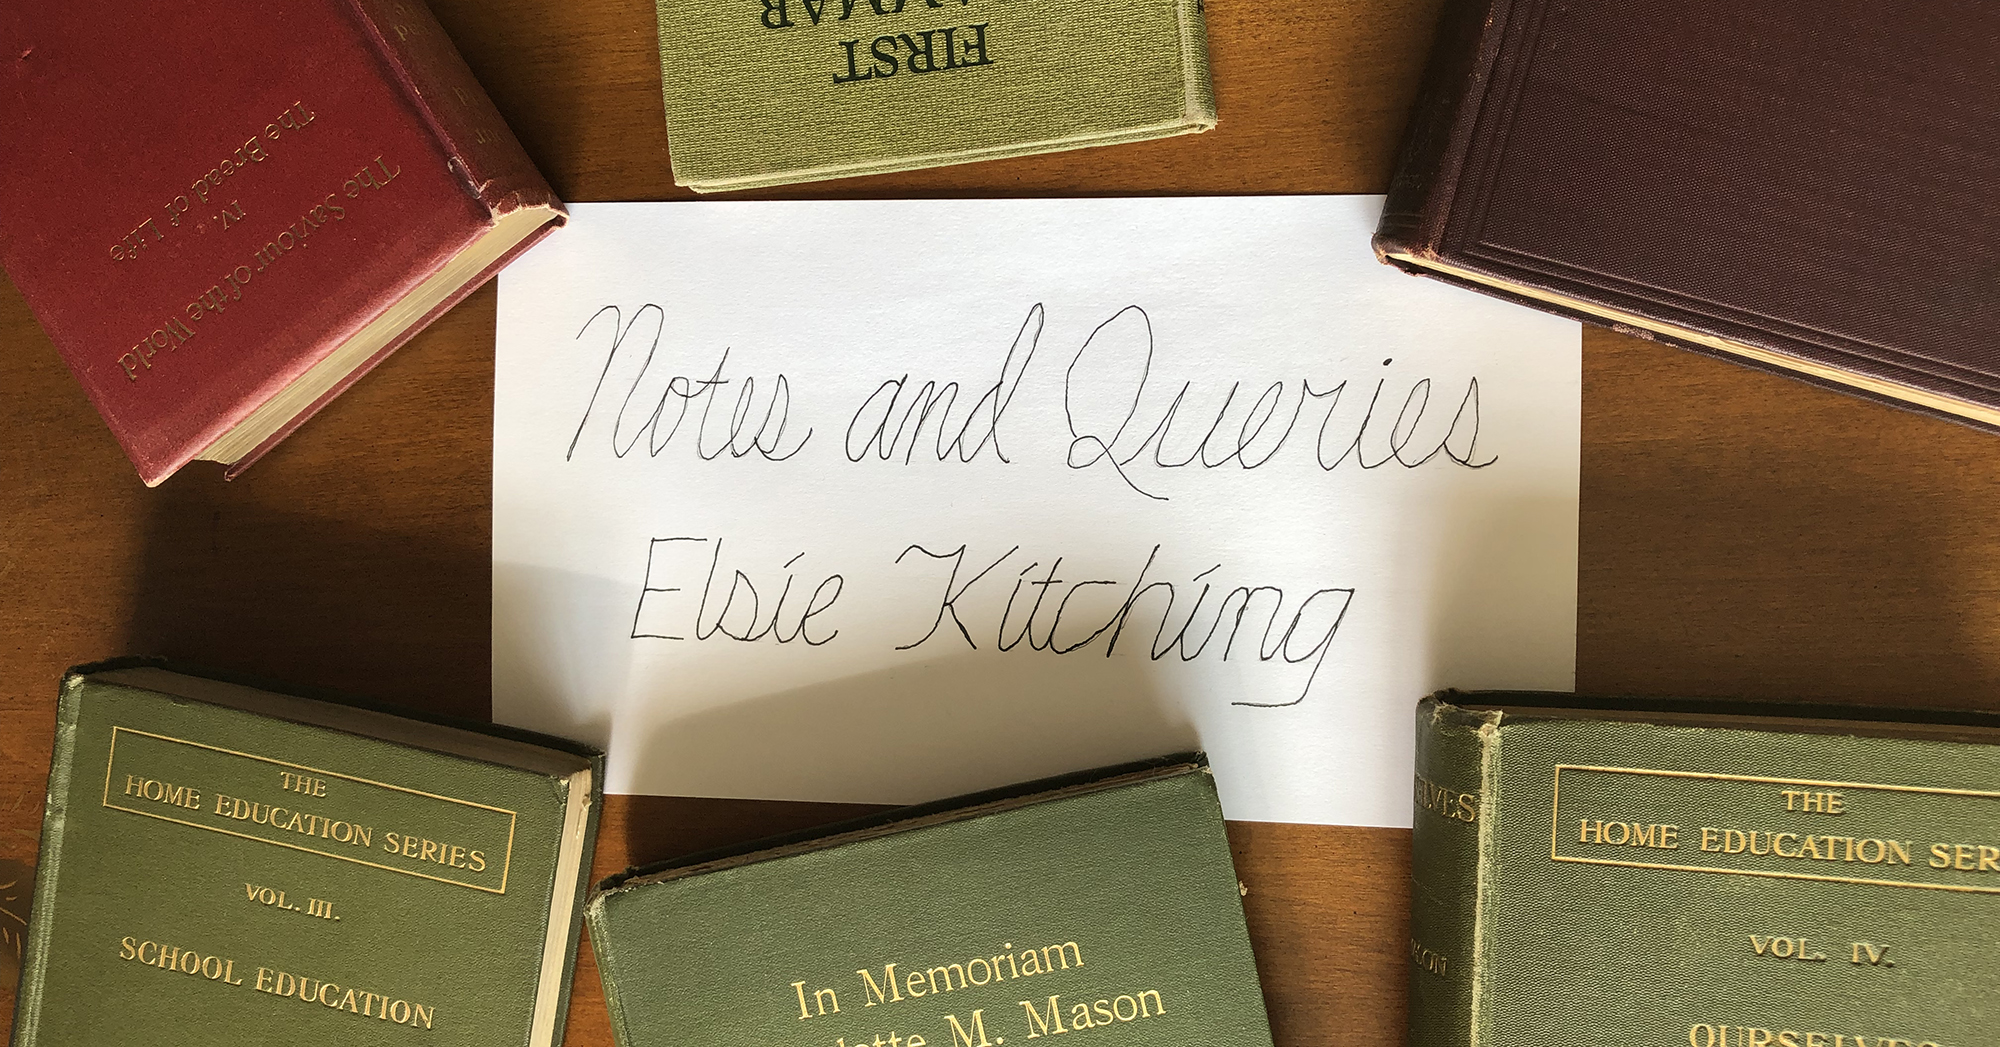 The Saviour of the World
IV.
The Bread of Life
FIRST
Notes and Queries
Elsie Kitching
THE
HOME EDUCATION SERIES
VOL. III.
SCHOOL EDUCATION
In Memoriam
M. Mason
THE
HOME EDUCATION
VOL. IV.
OURSELVES